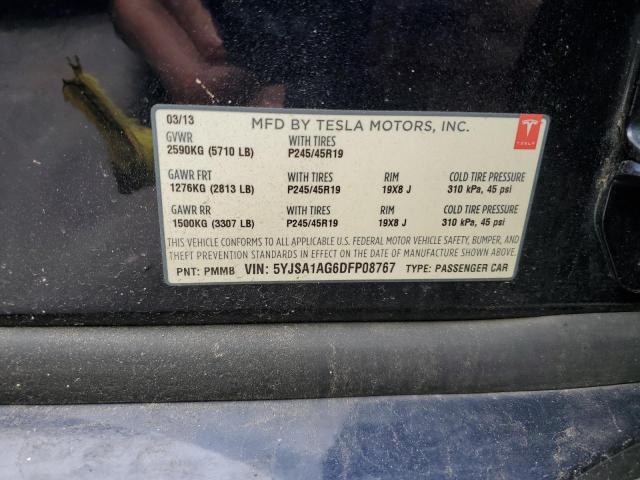 03/13 MFD BY TESLA MOTORS, INC. TESLA
GVWR WITH TIRES
2590KG (5710 LB) P245/45R19
GAWR FRT WITH TIRES RIM COLD TIRE PRESSURE
1276KG (2813 LB) P245/45R19 19X8 J 310 kPa, 45 psi
GAWR RR WITH TIRES RIM COLD TIRE PRESSURE
1500KG (3307 LB) P245/45R19 19X8 J 310 kPa, 45 psi
THIS VEHICLE CONFORMS TO ALL APPLICABLE U.S. FEDERAL MOTOR VEHICLE SAFETY, BUMPER, AND
THEFT PREVENTION STANDARDS IN EFFECT ON THE DATE OF MANUFACTURE SHOWN ABOVE.
PNT: PMMB VIN: 5YJSA1AG6DFP08767 TYPE: PASSENGER CAR